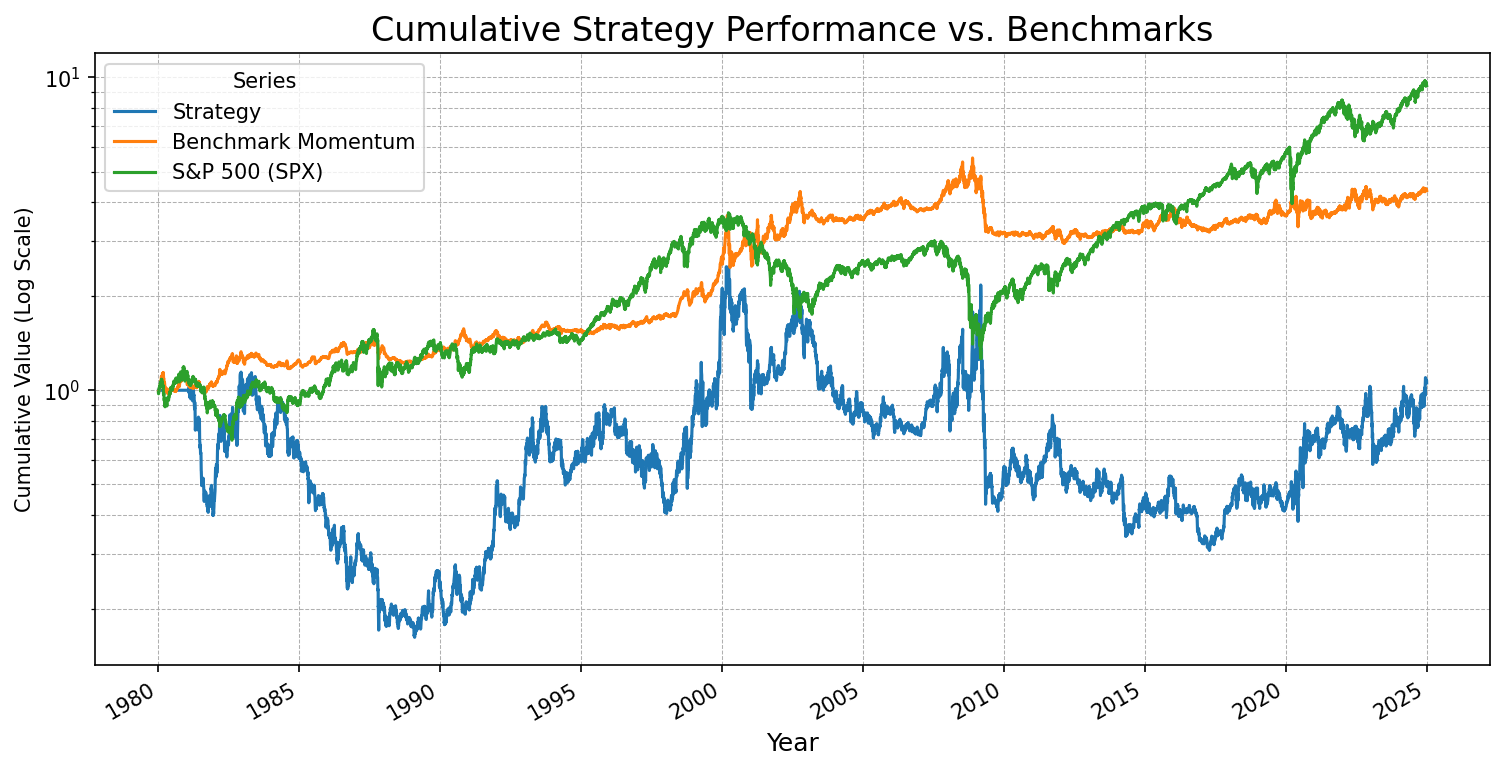 Cumulative Strategy Performance vs. Benchmarks
Series
Strategy
Benchmark Momentum
S&P 500 (SPX)
Cumulative Value (Log Scale)
10¹
10⁰
1980
1985
1990
1995
2000
2005
2010
2015
2020
2025
Year